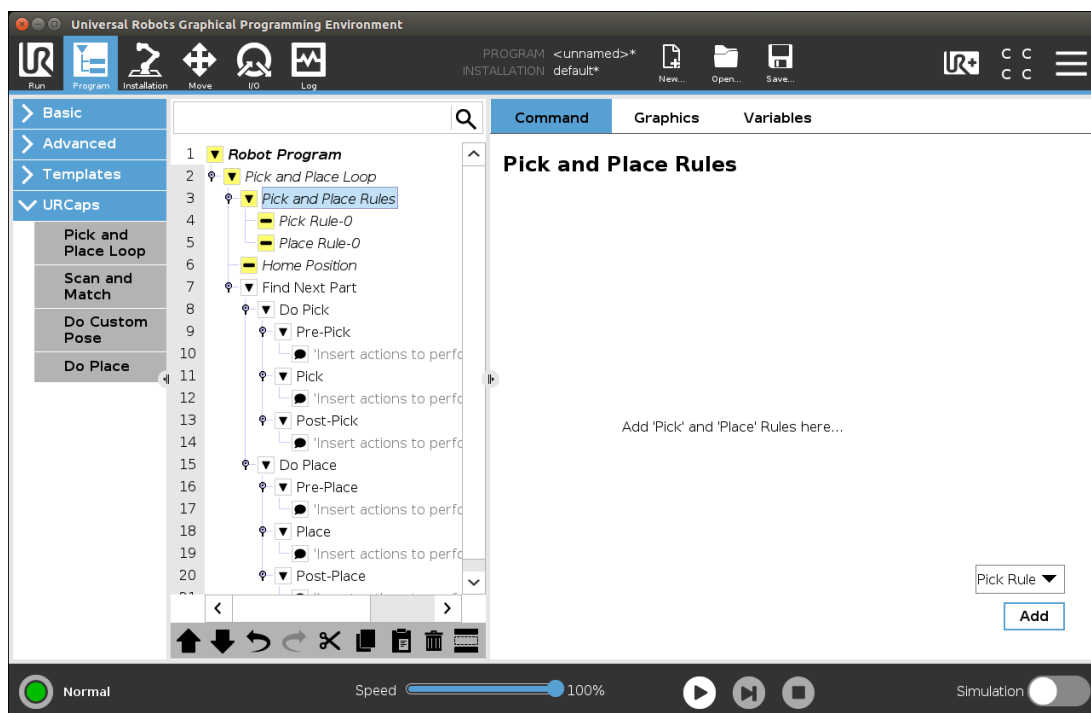 Universal Robots Graphical Programming Environment
UR
Run
Program
Installation
Move
I/O
Log
PROGRAM <unnamed>*
INSTALLATION default*
New...
Open...
Save...
UR+
C C
C C
Basic
Advanced
Templates
URCaps
Pick and
Place Loop
Scan and
Match
Do Custom
Pose
Do Place
1 Robot Program
2 Pick and Place Loop
3 Pick and Place Rules
4 Pick Rule-0
5 Place Rule-0
6 Home Position
7 Find Next Part
8 Do Pick
9 Pre-Pick
10 'Insert actions to perfo
11 Pick
12 'Insert actions to perfo
13 Post-Pick
14 'Insert actions to perfo
15 Do Place
16 Pre-Place
17 'Insert actions to perfo
18 Place
19 'Insert actions to perfo
20 Post-Place
Command
Graphics
Variables
Pick and Place Rules
Add 'Pick' and 'Place' Rules here...
Pick Rule
Add
Normal
Speed
100%
Simulation